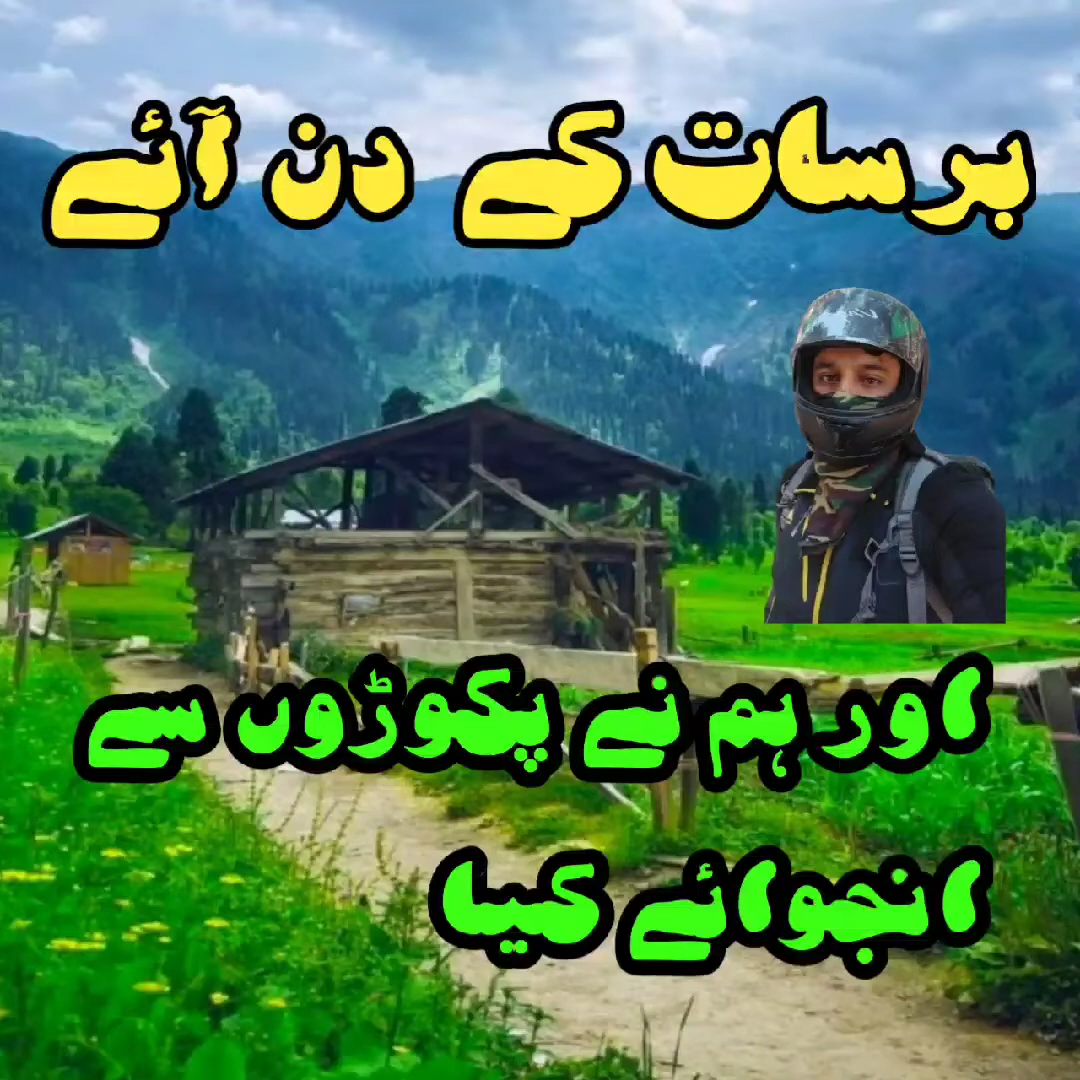 برسات کے دن آئے
اور ہم نے پکوڑوں سے
انجوائے کیا